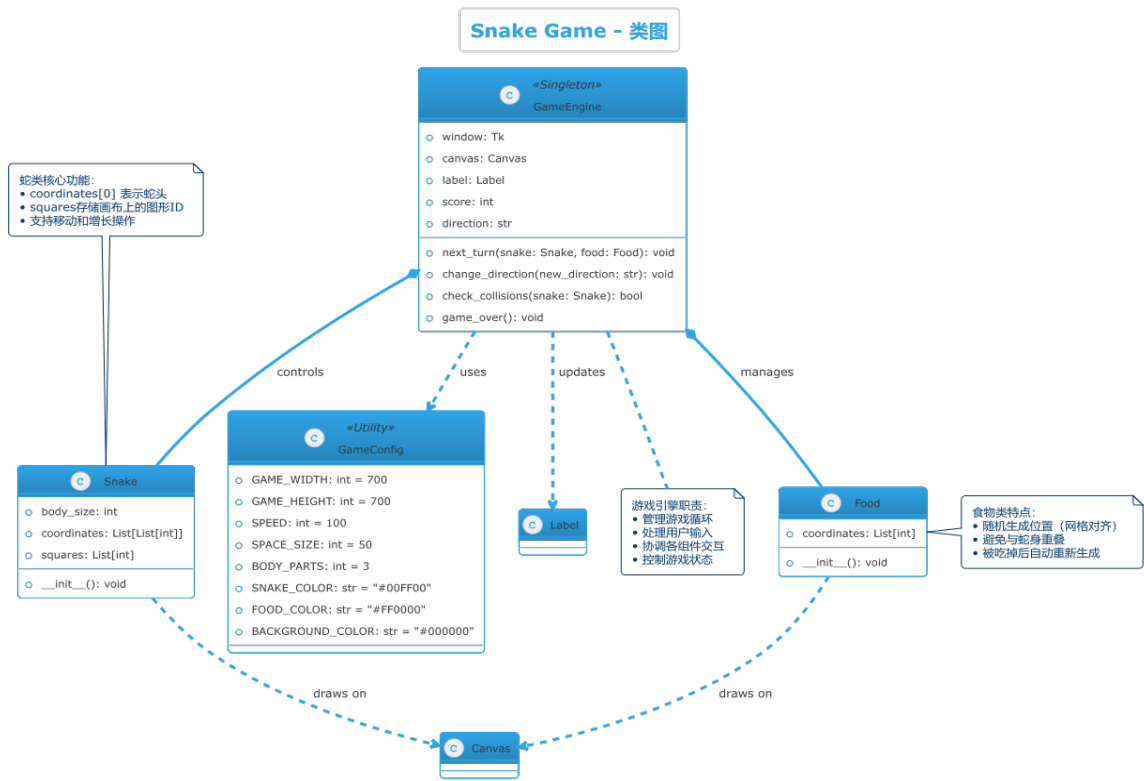 Snake Game - 类图
«Singleton»
C
GameEngine
window: Tk
canvas: Canvas
label: Label
score: int
direction: str
next_turn(snake: Snake, food: Food): void
change_direction(new_direction: str): void
check_collisions(snake: Snake): bool
game_over(): void
蛇类核心功能：
• coordinates[0] 表示蛇头
• squares存储画布上的图形ID
• 支持移动和增长操作
controls
uses
updates
manages
«Utility»
C
GameConfig
GAME_WIDTH: int = 700
GAME_HEIGHT: int = 700
SPEED: int = 100
SPACE_SIZE: int = 50
BODY_PARTS: int = 3
SNAKE_COLOR: str = "#00FF00"
FOOD_COLOR: str = "#FF0000"
BACKGROUND_COLOR: str = "#000000"
C Snake
body_size: int
coordinates: List[List[int]]
squares: List[int]
__init__(): void
C Label
游戏引擎职责：
• 管理游戏循环
• 处理用户输入
• 协调各组件交互
• 控制游戏状态
C Food
coordinates: List[int]
__init__(): void
食物类特点：
• 随机生成位置（网格对齐）
• 避免与蛇身重叠
• 被吃掉后自动重新生成
draws on
draws on
C Canvas